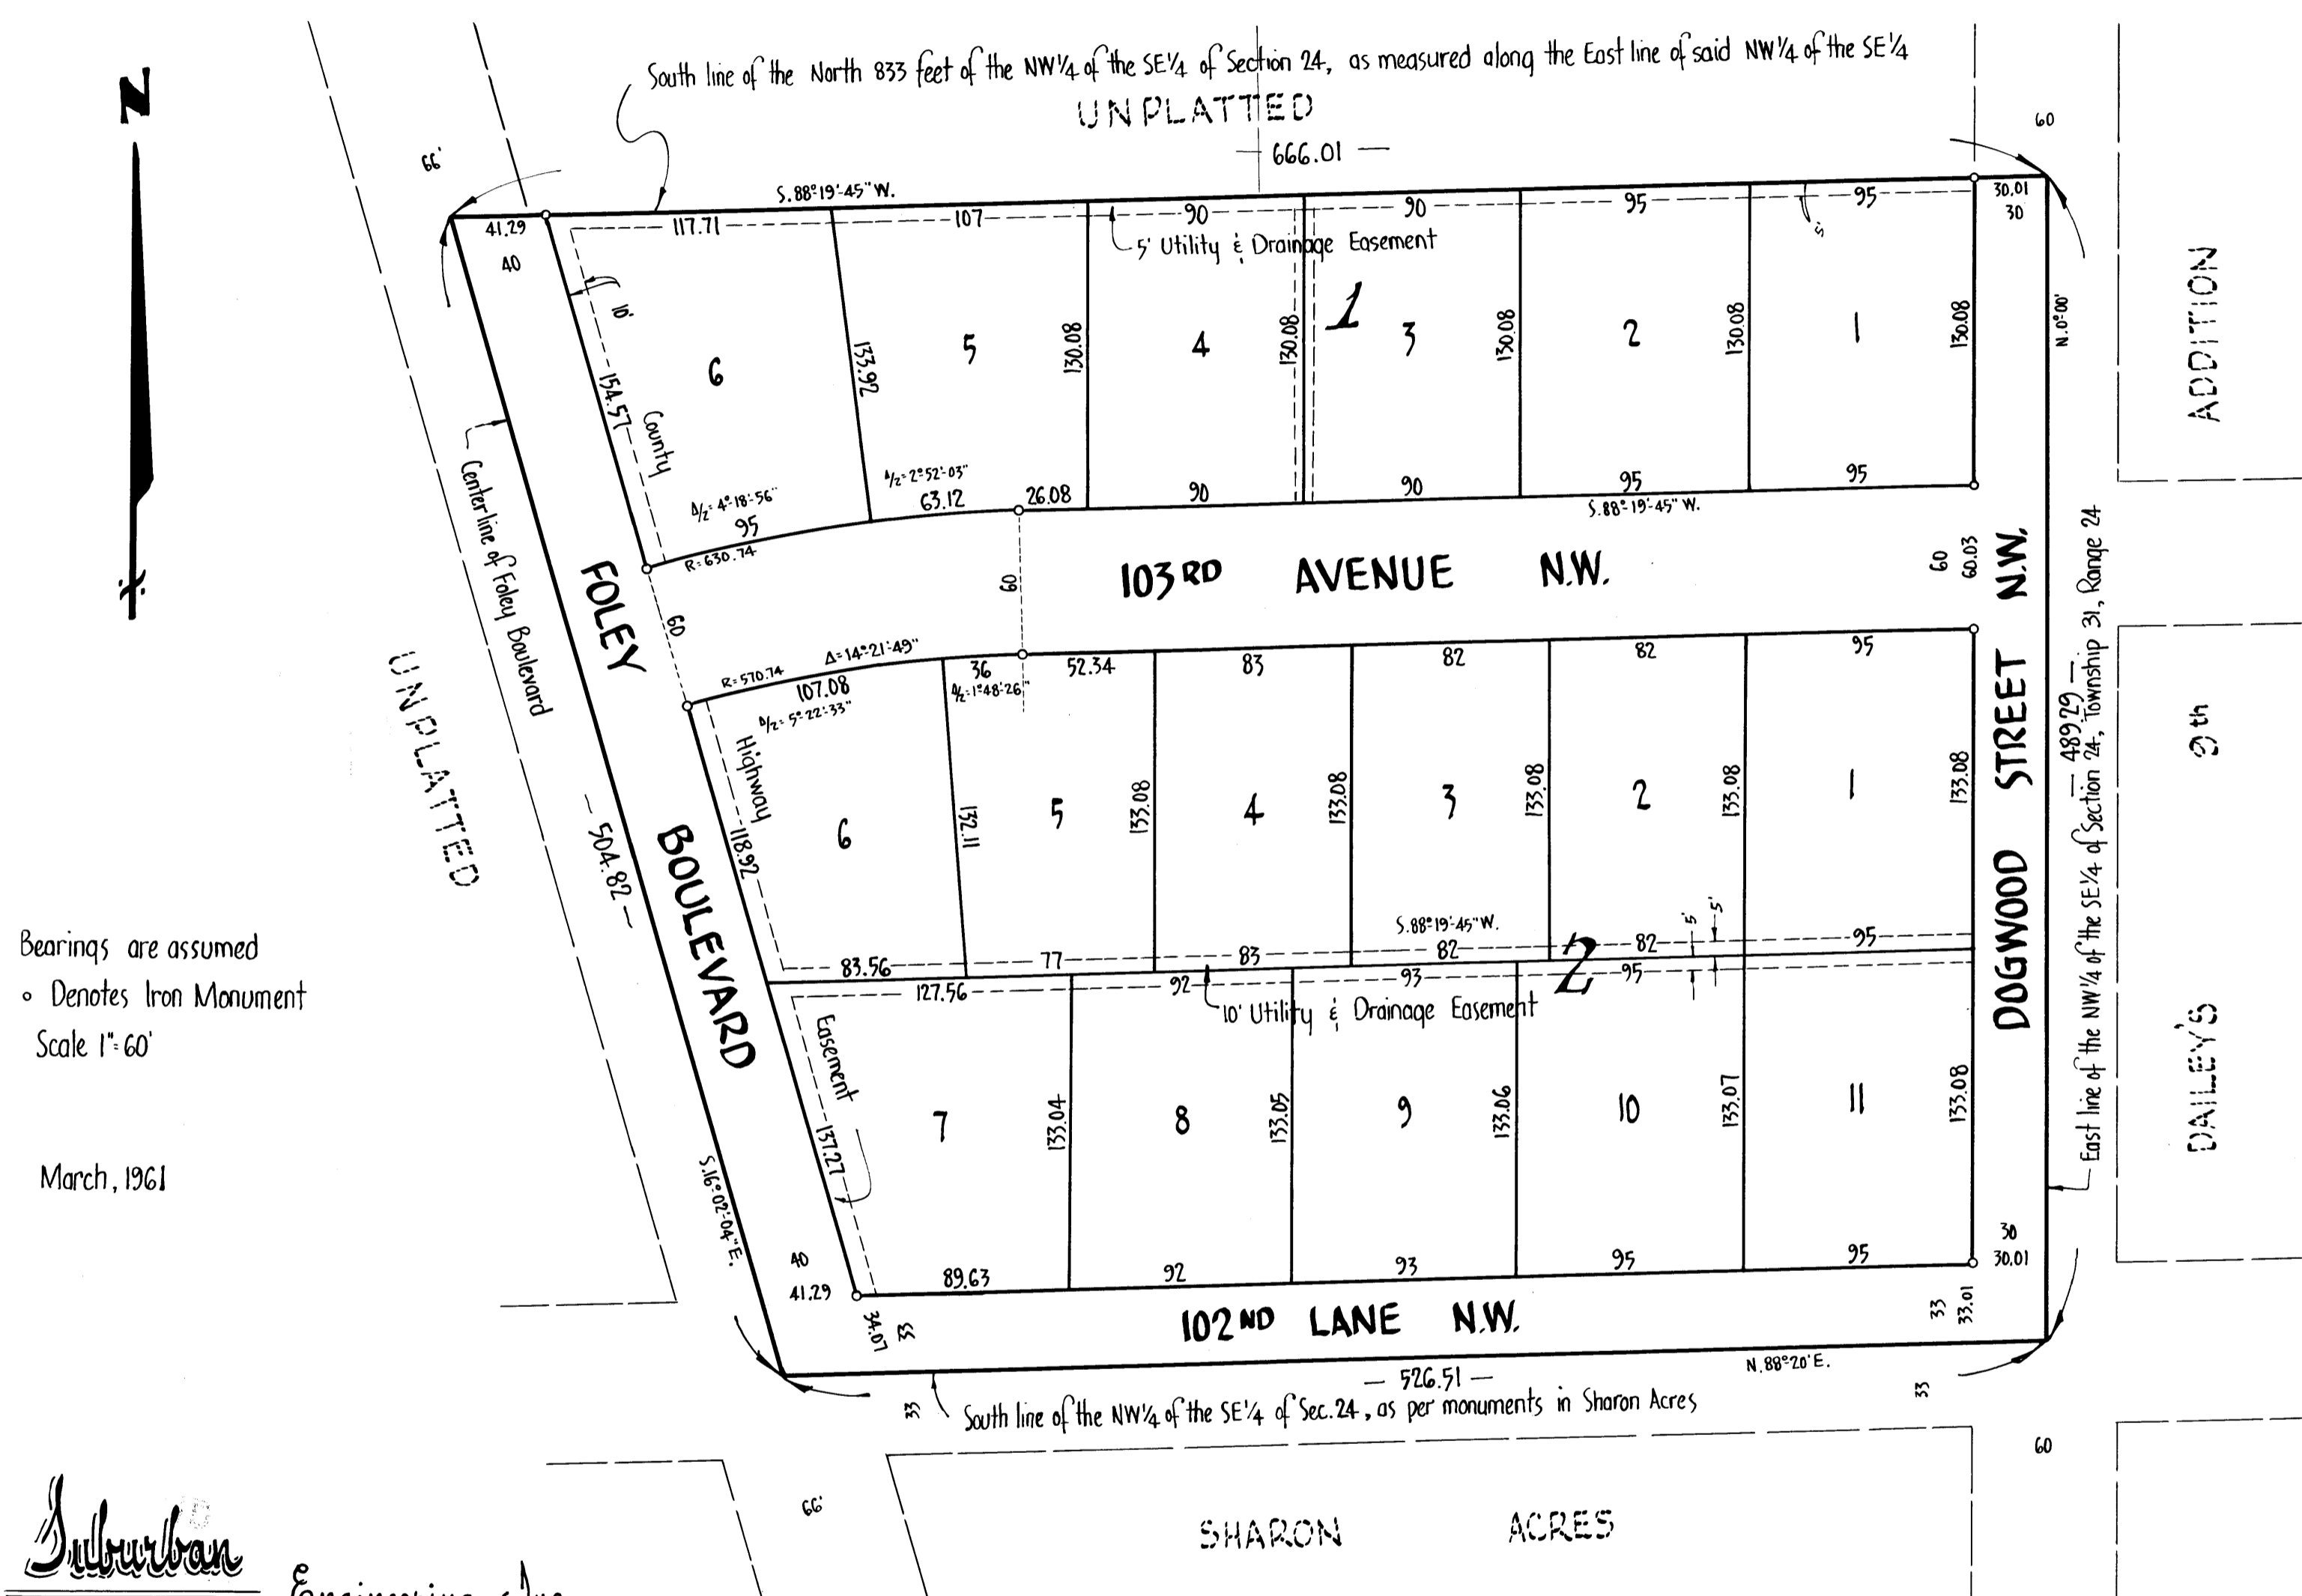 South line of the North 833 feet of the NW¼ of the SE¼ of Section 24, as measured along the East line of said NW¼ of the SE¼
UNPLATTED
— 666.01 —
N
66'
60
S.88°-19'-45" W.
41.29
117.71
107
90
90
95
95
30.01
40
5' Utility & Drainage Easement
5'
30
10'
1
6
5
4
3
2
1
154.57
133.92
130.08
130.08
130.08
130.08
130.08
N.0°00'
ADDITION
County
Centerline of Foley Boulevard
Δ/2= 4°-18'-56"
95
R=630.74
Δ/2= 2°52'-03"
63.12
26.08
90
90
95
95
S.88°-19'-45" W.
FOLEY
60
60
103RD AVENUE N.W.
60
60.03
DOGWOOD STREET N.W.
R=570.74
Δ=14°21'-49"
107.08
Δ/2= 5°-22'-33"
36
Δ/2=1°48'-26"
52.34
83
82
82
95
UNPLATTED
Highway
118.92
6
5
4
3
2
1
132.11
133.08
133.08
133.08
133.08
133.08
— 489.29 —
East line of the NW¼ of the SE¼ of Section 24, Township 31, Range 24
9th
— 504.82 —
BOULEVARD
S.88°19'-45" W.
5'
5'
83.56
77
83
82
82
95
2
127.56
92
93
95
10' Utility & Drainage Easement
Bearings are assumed
o Denotes Iron Monument
Scale 1"=60'
Easement
137.27
7
8
9
10
11
133.04
133.05
133.06
133.07
133.08
DAILEY'S
March, 1961
S.16°02'-04"E.
40
41.29
89.63
92
93
95
95
30
30.01
34.07
33
102ND LANE N.W.
33
33.01
— 526.51 —
N.88°-20'E.
33
South line of the NW¼ of the SE¼ of Sec.24, as per monuments in Sharon Acres
33
60
66'
SHARON ACRES
Suburban
Engineering, Inc.